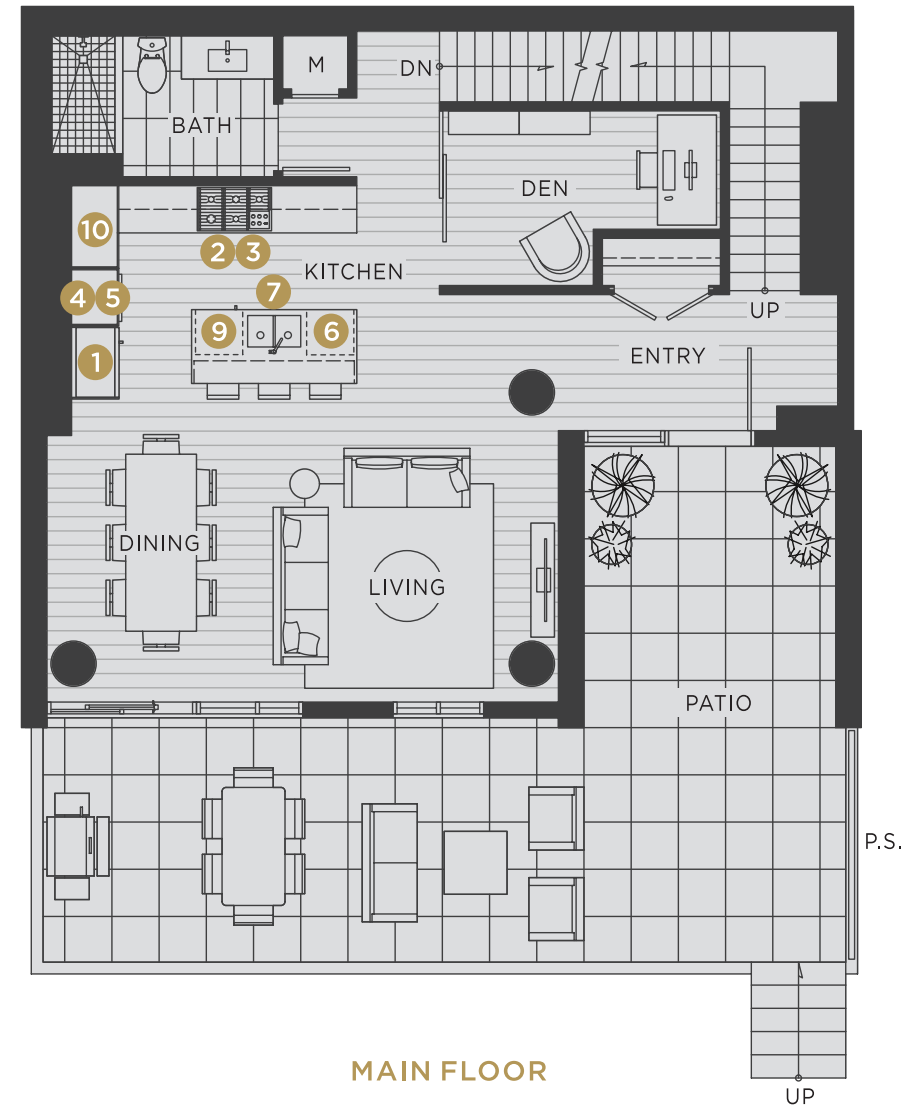 M
DN
BATH
DEN
10
2 3
KITCHEN
4 5
7
UP
9
6
1
ENTRY
DINING
LIVING
PATIO
P.S.
MAIN FLOOR
UP